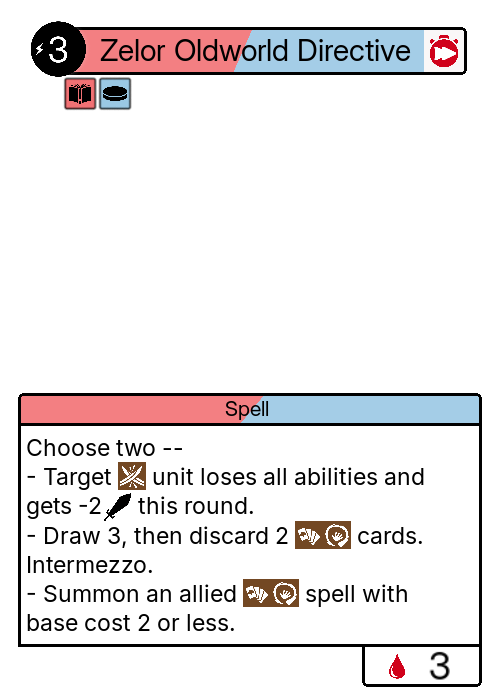 3 Zelor Oldworld Directive
Spell
Choose two --
- Target unit loses all abilities and
gets -2 this round.
- Draw 3, then discard 2 cards.
Intermezzo.
- Summon an allied spell with
base cost 2 or less.
3